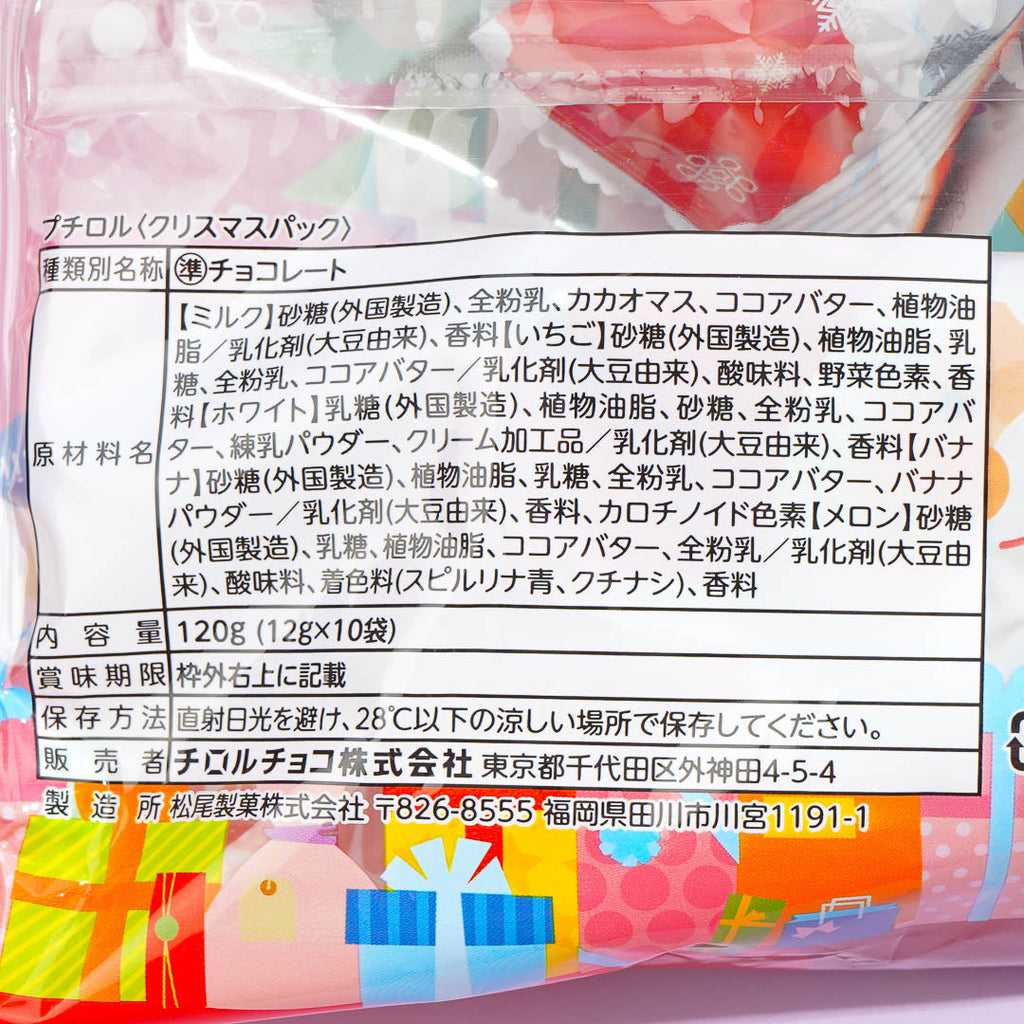 プチロル〈クリスマスパック〉
種類別名称 ㊟チョコレート
【ミルク】砂糖(外国製造)、全粉乳、カカオマス、ココアバター、植物油
脂／乳化剤(大豆由来)、香料【いちご】砂糖(外国製造)、植物油脂、乳
糖、全粉乳、ココアバター／乳化剤(大豆由来)、酸味料、野菜色素、香
料【ホワイト】乳糖(外国製造)、植物油脂、砂糖、全粉乳、ココアバ
原材料名 ター、練乳パウダー、クリーム加工品／乳化剤(大豆由来)、香料【バナ
ナ】砂糖(外国製造)、植物油脂、乳糖、全粉乳、ココアバター、バナナ
パウダー／乳化剤(大豆由来)、香料、カロチノイド色素【メロン】砂糖
(外国製造)、乳糖、植物油脂、ココアバター、全粉乳／乳化剤(大豆由
来)、酸味料、着色料(スピルリナ青、クチナシ)、香料
内容量 120g (12g×10袋)
賞味期限 枠外右上に記載
保存方法 直射日光を避け、28℃以下の涼しい場所で保存してください。
販売者 チロルチョコ株式会社 東京都千代田区外神田4-5-4
製造所 松尾製菓株式会社 〒826-8555 福岡県田川市川宮1191-1